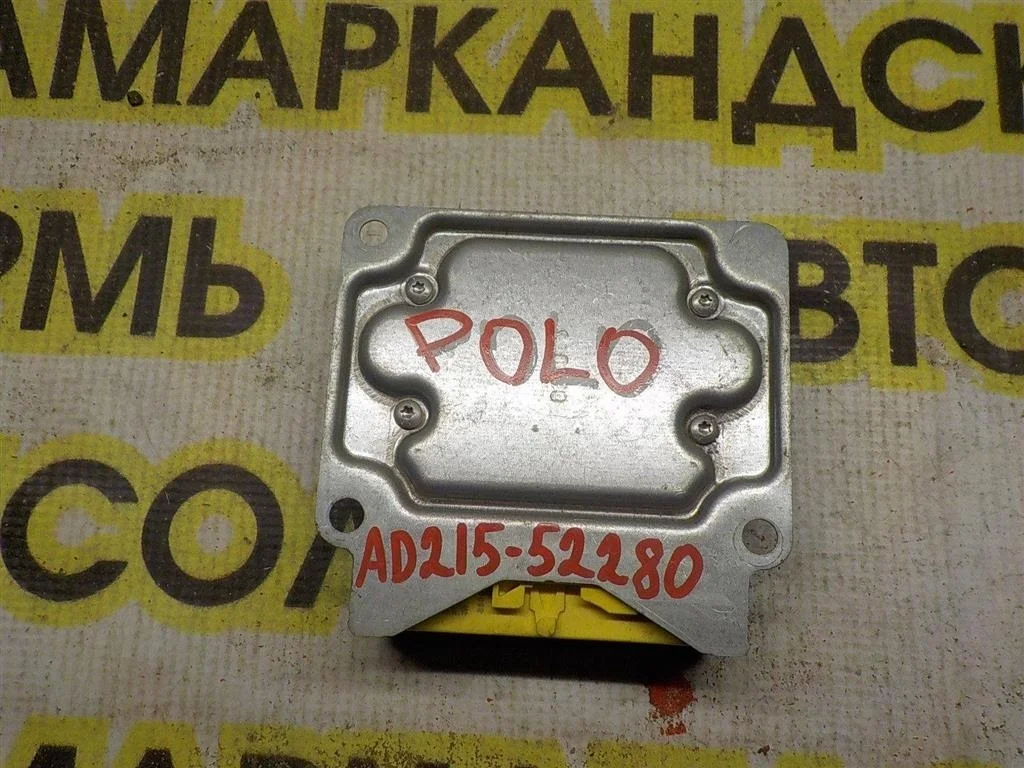 АМАРКАНДСК
РМЬ
ВТО
POLO
СОЛ
AD215-52280